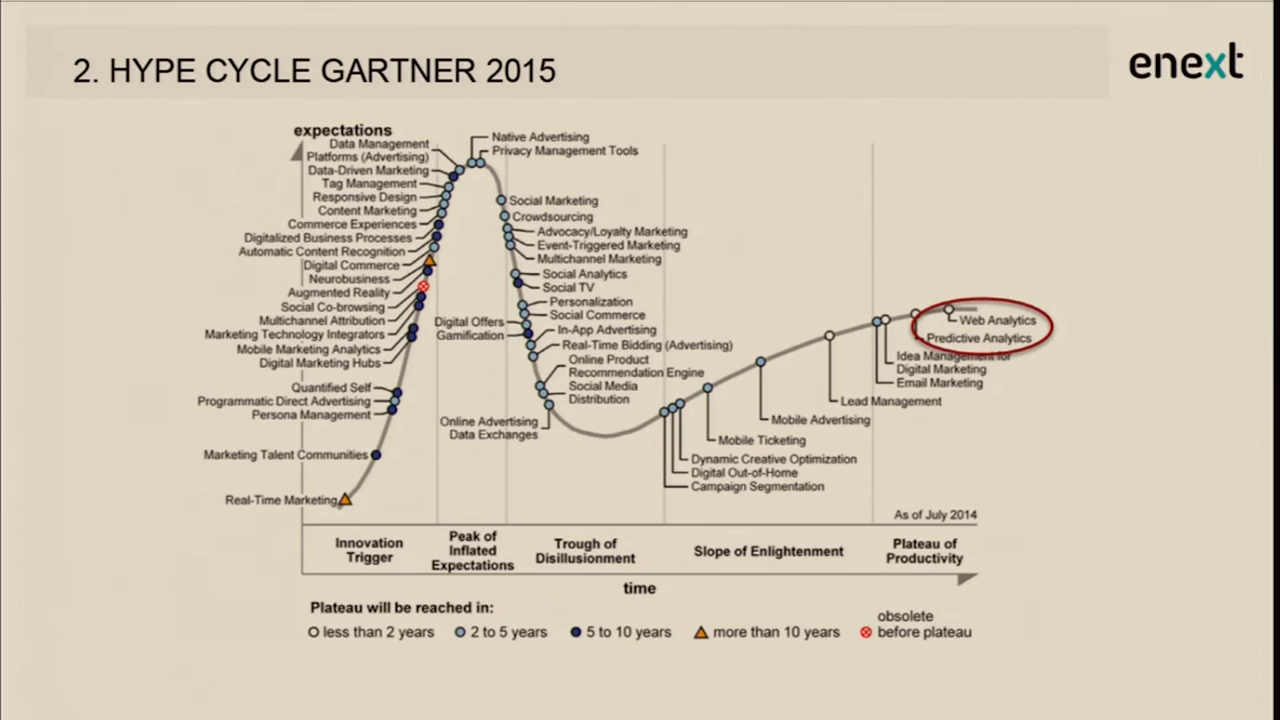 2. HYPE CYCLE GARTNER 2015
enext
expectations
Data Management
Platforms (Advertising)
Data-Driven Marketing
Tag Management
Responsive Design
Content Marketing
Commerce Experiences
Digitalized Business Processes
Automatic Content Recognition
Digital Commerce
Neurobusiness
Augmented Reality
Social Co-browsing
Multichannel Attribution
Marketing Technology Integrators
Mobile Marketing Analytics
Digital Marketing Hubs
Quantified Self
Programmatic Direct Advertising
Persona Management
Marketing Talent Communities
Real-Time Marketing
Native Advertising
Privacy Management Tools
Social Marketing
Crowdsourcing
Advocacy/Loyalty Marketing
Event-Triggered Marketing
Multichannel Marketing
Social Analytics
Social TV
Personalization
Social Commerce
Digital Offers
Gamification
In-App Advertising
Real-Time Bidding (Advertising)
Online Product
Recommendation Engine
Social Media
Distribution
Online Advertising
Data Exchanges
Web Analytics
Predictive Analytics
Idea Management for
Digital Marketing
Email Marketing
Lead Management
Mobile Advertising
Mobile Ticketing
Dynamic Creative Optimization
Digital Out-of-Home
Campaign Segmentation
As of July 2014
Innovation
Trigger
Peak of
Inflated
Expectations
Trough of
Disillusionment
Slope of Enlightenment
Plateau of
Productivity
time
Plateau will be reached in:
less than 2 years
2 to 5 years
5 to 10 years
more than 10 years
obsolete
before plateau